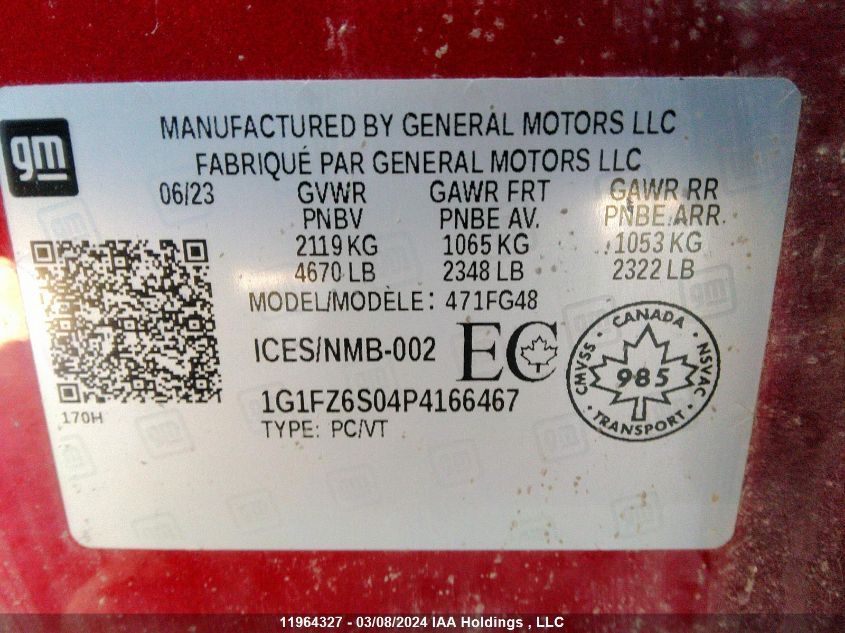 gm
MANUFACTURED BY GENERAL MOTORS LLC
FABRIQUÉ PAR GENERAL MOTORS LLC
06/23 GVWR GAWR FRT GAWR RR
PNBV PNBE AV. PNBE ARR.
2119 KG 1065 KG 1053 KG
4670 LB 2348 LB 2322 LB
MODEL/MODÈLE: 471FG48
ICES/NMB-002 EC
CANADA
CMVSS 985 NSVAC
TRANSPORT
1G1FZ6S04P4166467
170H
TYPE: PC/VT
11964327 - 03/08/2024 IAA Holdings , LLC